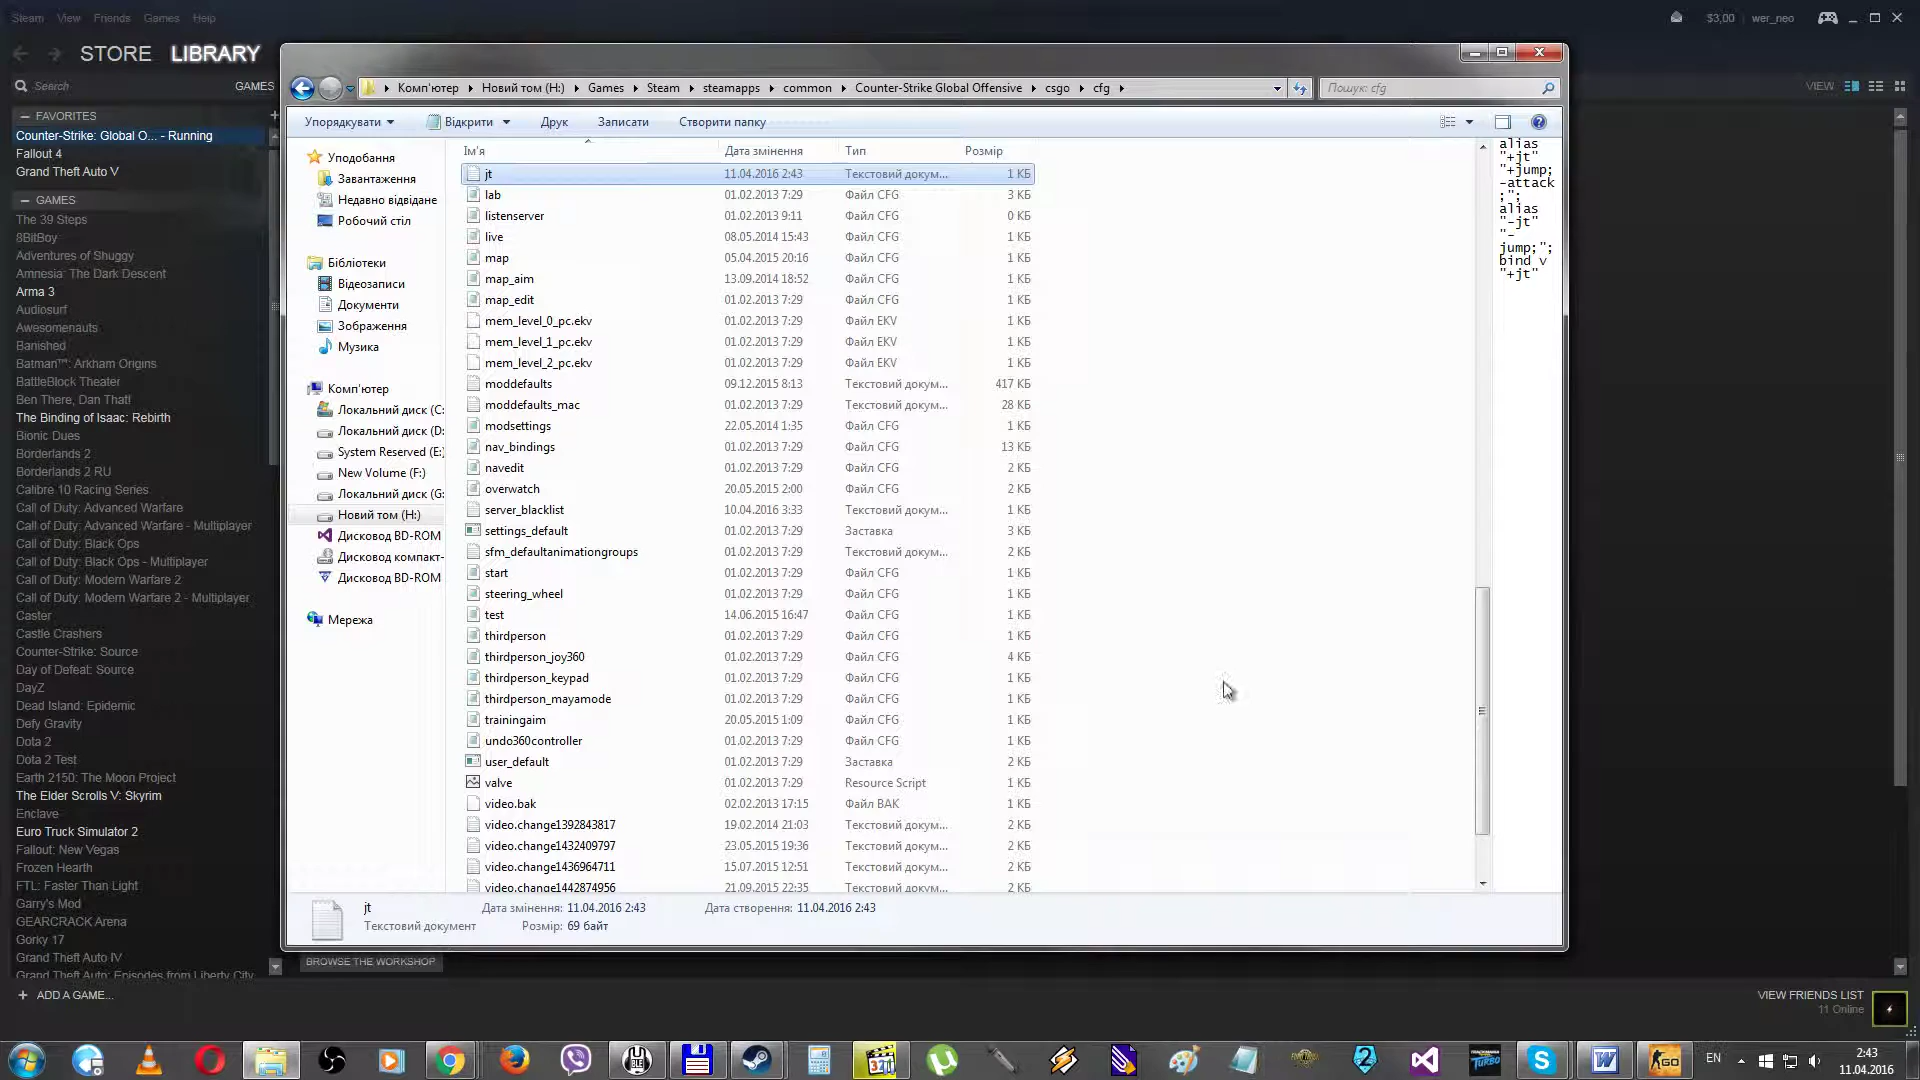 Steam View Friends Games Help
$3,00 wer_neo
STORE LIBRARY
Search GAMES
VIEW
FAVORITES
Counter-Strike: Global O... - Running
Fallout 4
Grand Theft Auto V
GAMES
The 39 Steps
8BitBoy
Adventures of Shuggy
Amnesia: The Dark Descent
Arma 3
Audiosurf
Awesomenauts
Banished
Batman™: Arkham Origins
BattleBlock Theater
Ben There, Dan That!
The Binding of Isaac: Rebirth
Bionic Dues
Borderlands 2
Borderlands 2 RU
Calibre 10 Racing Series
Call of Duty: Advanced Warfare
Call of Duty: Advanced Warfare - Multiplayer
Call of Duty: Black Ops
Call of Duty: Black Ops - Multiplayer
Call of Duty: Modern Warfare 2
Call of Duty: Modern Warfare 2 - Multiplayer
Caster
Castle Crashers
Counter-Strike: Source
Day of Defeat: Source
DayZ
Dead Island: Epidemic
Defy Gravity
Dota 2
Dota 2 Test
Earth 2150: The Moon Project
The Elder Scrolls V: Skyrim
Enclave
Euro Truck Simulator 2
Fallout: New Vegas
Frozen Hearth
FTL: Faster Than Light
Garry's Mod
GEARCRACK Arena
Gorky 17
Grand Theft Auto IV
Grand Theft Auto: Episodes from Liberty City
ADD A GAME...
Комп'ютер Новий том (H:) Games Steam steamapps common Counter-Strike Global Offensive csgo cfg
Пошук: cfg
Упорядкувати Відкрити Друк Записати Створити папку
Уподобання
Завантаження
Недавно відвідане
Робочий стіл
Бібліотеки
Відеозаписи
Документи
Зображення
Музика
Комп'ютер
Локальний диск (C:
Локальний диск (D:
System Reserved (E:
New Volume (F:)
Локальний диск (G:
Новий том (H:)
Дисковод BD-ROM
Дисковод компакт-
Дисковод BD-ROM
Мережа
Ім'я Дата змінення Тип Розмір
jt 11.04.2016 2:43 Текстовий докум... 1 КБ
lab 01.02.2013 7:29 Файл CFG 3 КБ
listenserver 01.02.2013 9:11 Файл CFG 0 КБ
live 08.05.2014 15:43 Файл CFG 1 КБ
map 05.04.2015 20:16 Файл CFG 1 КБ
map_aim 13.09.2014 18:52 Файл CFG 1 КБ
map_edit 01.02.2013 7:29 Файл CFG 1 КБ
mem_level_0_pc.ekv 01.02.2013 7:29 Файл EKV 1 КБ
mem_level_1_pc.ekv 01.02.2013 7:29 Файл EKV 1 КБ
mem_level_2_pc.ekv 01.02.2013 7:29 Файл EKV 1 КБ
moddefaults 09.12.2015 8:13 Текстовий докум... 417 КБ
moddefaults_mac 01.02.2013 7:29 Текстовий докум... 28 КБ
modsettings 22.05.2014 1:35 Файл CFG 1 КБ
nav_bindings 01.02.2013 7:29 Файл CFG 13 КБ
navedit 01.02.2013 7:29 Файл CFG 2 КБ
overwatch 20.05.2015 2:00 Файл CFG 2 КБ
server_blacklist 10.04.2016 3:33 Текстовий докум... 1 КБ
settings_default 01.02.2013 7:29 Заставка 3 КБ
sfm_defaultanimationgroups 01.02.2013 7:29 Текстовий докум... 2 КБ
start 01.02.2013 7:29 Файл CFG 1 КБ
steering_wheel 01.02.2013 7:29 Файл CFG 1 КБ
test 14.06.2015 16:47 Файл CFG 1 КБ
thirdperson 01.02.2013 7:29 Файл CFG 1 КБ
thirdperson_joy360 01.02.2013 7:29 Файл CFG 4 КБ
thirdperson_keypad 01.02.2013 7:29 Файл CFG 1 КБ
thirdperson_mayamode 01.02.2013 7:29 Файл CFG 1 КБ
trainingaim 20.05.2015 1:09 Файл CFG 1 КБ
undo360controller 01.02.2013 7:29 Файл CFG 1 КБ
user_default 01.02.2013 7:29 Заставка 2 КБ
valve 01.02.2013 7:29 Resource Script 1 КБ
video.bak 02.02.2013 17:15 Файл BAK 1 КБ
video.change1392843817 19.02.2014 21:03 Текстовий докум... 2 КБ
video.change1432409797 23.05.2015 19:36 Текстовий докум... 2 КБ
video.change1436964711 15.07.2015 12:51 Текстовий докум... 2 КБ
video.change1442874956 21.09.2015 22:35 Текстовий докум... 2 КБ
alias
"+jt"
"+jump;
-attack
;";
alias
"-jt"
"-
jump;";
bind v
"+jt"
jt Дата змінення: 11.04.2016 2:43 Дата створення: 11.04.2016 2:43
Текстовий документ Розмір: 69 байт
BROWSE THE WORKSHOP
VIEW FRIENDS LIST
11 Online
EN
2:43
11.04.2016